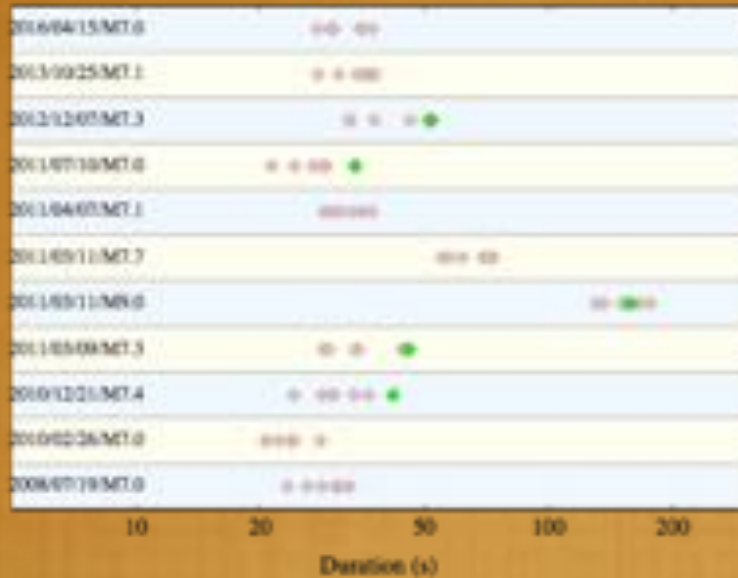 2016/04/15/M7.0
2013/10/25/M7.1
2012/12/07/M7.3
2011/07/10/M7.0
2011/04/07/M7.1
2011/03/11/M7.7
2011/03/11/M9.0
2011/03/09/M7.3
2010/12/21/M7.4
2010/02/26/M7.0
2008/07/19/M7.0
10 20 50 100 200
Duration (s)